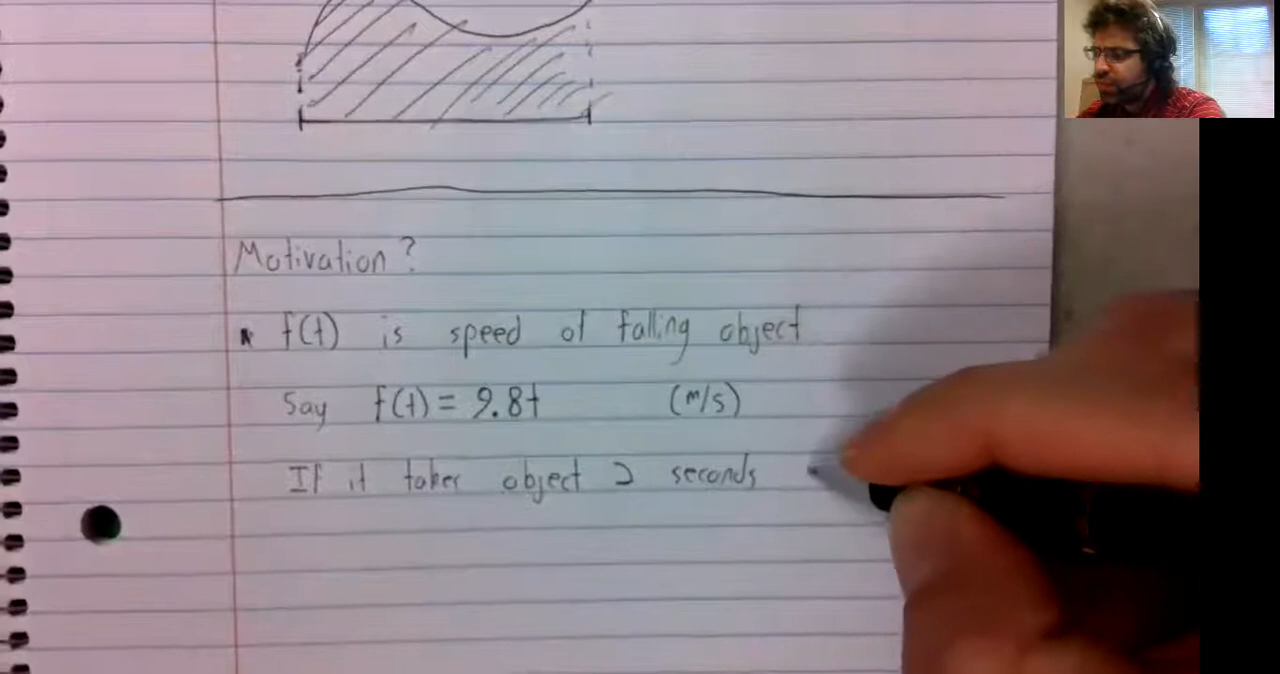 Motivation?
* f(t) is speed of falling object
Say f(t) = 9.8t (m/s)
If it takes object 2 seconds